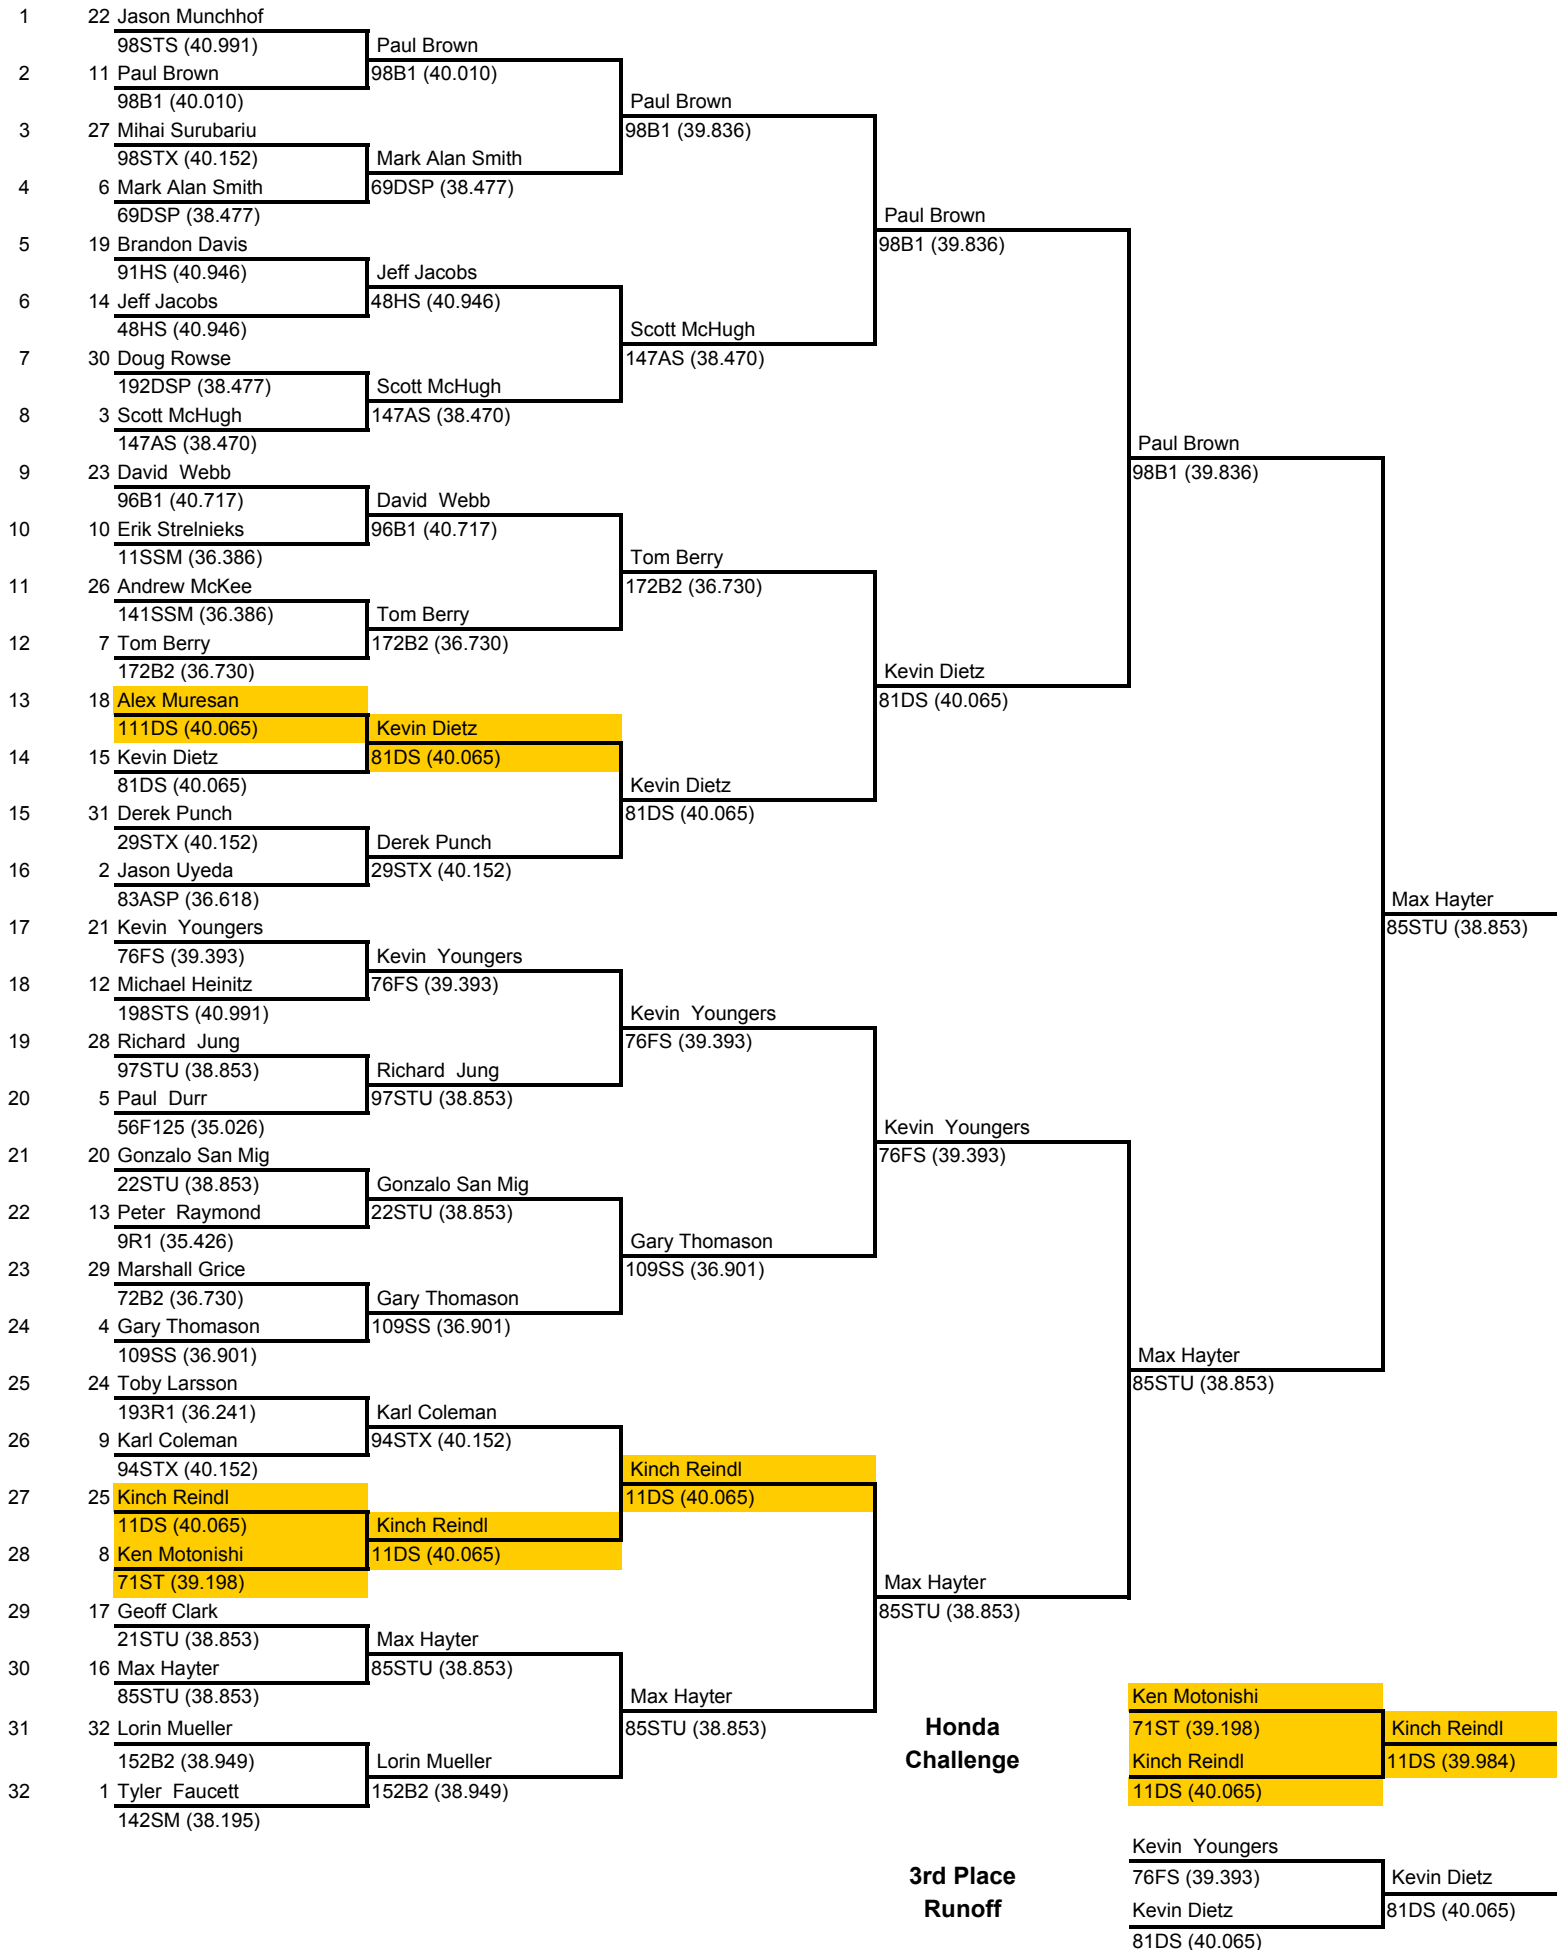 1 22 Jason Munchhof
98STS (40.991) Paul Brown
2 11 Paul Brown 98B1 (40.010)
98B1 (40.010) Paul Brown
3 27 Mihai Surubariu 98B1 (39.836)
98STX (40.152) Mark Alan Smith
4 6 Mark Alan Smith 69DSP (38.477)
69DSP (38.477) Paul Brown
5 19 Brandon Davis 98B1 (39.836)
91HS (40.946) Jeff Jacobs
6 14 Jeff Jacobs 48HS (40.946)
48HS (40.946) Scott McHugh
7 30 Doug Rowse 147AS (38.470)
192DSP (38.477) Scott McHugh
8 3 Scott McHugh 147AS (38.470)
147AS (38.470) Paul Brown
9 23 David Webb 98B1 (39.836)
96B1 (40.717) David Webb
10 10 Erik Strelnieks 96B1 (40.717)
11SSM (36.386) Tom Berry
11 26 Andrew McKee 172B2 (36.730)
141SSM (36.386) Tom Berry
12 7 Tom Berry 172B2 (36.730)
172B2 (36.730) Kevin Dietz
13 18 Alex Muresan 81DS (40.065)
111DS (40.065) Kevin Dietz
14 15 Kevin Dietz 81DS (40.065)
81DS (40.065) Kevin Dietz
15 31 Derek Punch 81DS (40.065)
29STX (40.152) Derek Punch
16 2 Jason Uyeda 29STX (40.152)
83ASP (36.618) Max Hayter
17 21 Kevin Youngers 85STU (38.853)
76FS (39.393) Kevin Youngers
18 12 Michael Heinitz 76FS (39.393)
198STS (40.991) Kevin Youngers
19 28 Richard Jung 76FS (39.393)
97STU (38.853) Richard Jung
20 5 Paul Durr 97STU (38.853)
56F125 (35.026) Kevin Youngers
21 20 Gonzalo San Mig 76FS (39.393)
22STU (38.853) Gonzalo San Mig
22 13 Peter Raymond 22STU (38.853)
9R1 (35.426) Gary Thomason
23 29 Marshall Grice 109SS (36.901)
72B2 (36.730) Gary Thomason
24 4 Gary Thomason 109SS (36.901)
109SS (36.901) Max Hayter
25 24 Toby Larsson 85STU (38.853)
193R1 (36.241) Karl Coleman
26 9 Karl Coleman 94STX (40.152)
94STX (40.152) Kinch Reindl
27 25 Kinch Reindl 11DS (40.065)
11DS (40.065) Kinch Reindl
28 8 Ken Motonishi 11DS (40.065)
71ST (39.198) Max Hayter
29 17 Geoff Clark 85STU (38.853)
21STU (38.853) Max Hayter
30 16 Max Hayter 85STU (38.853)
85STU (38.853) Max Hayter Ken Motonishi
31 32 Lorin Mueller 85STU (38.853) Honda 71ST (39.198) Kinch Reindl
152B2 (38.949) Lorin Mueller Challenge Kinch Reindl 11DS (39.984)
32 1 Tyler Faucett 152B2 (38.949) 11DS (40.065)
142SM (38.195)
Kevin Youngers
3rd Place 76FS (39.393) Kevin Dietz
Runoff Kevin Dietz 81DS (40.065)
81DS (40.065)